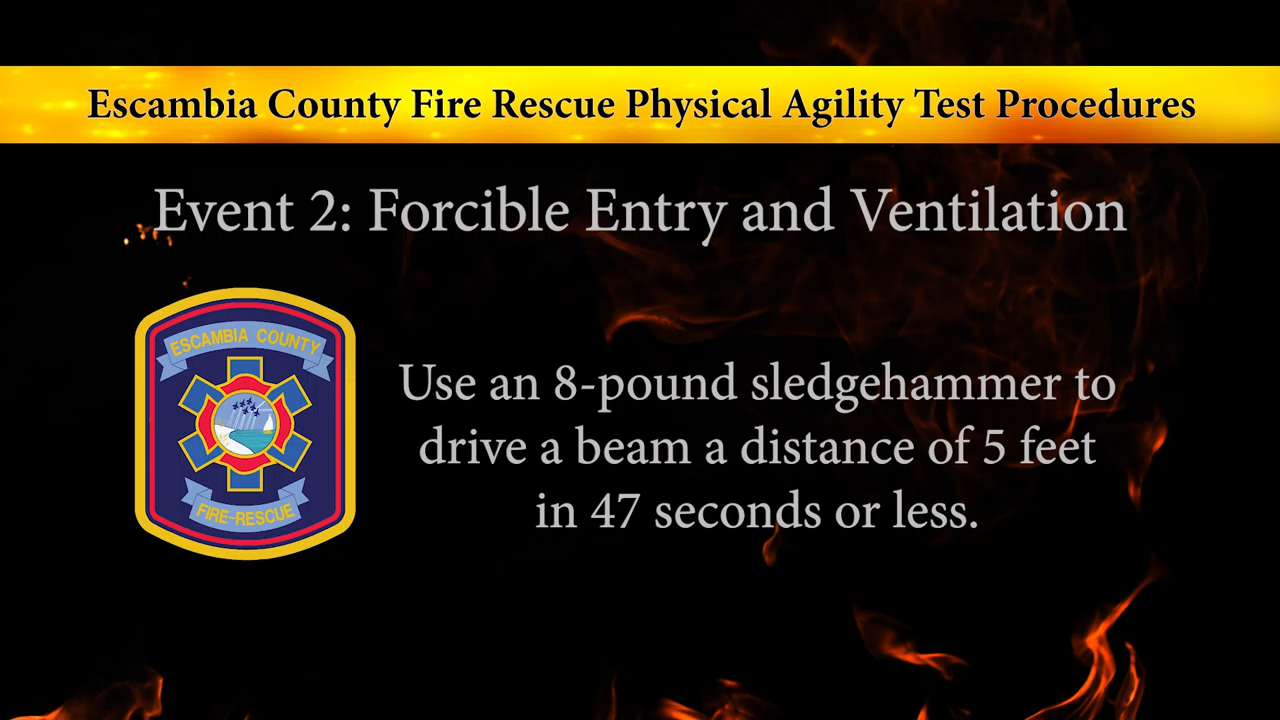 Escambia County Fire Rescue Physical Agility Test Procedures
Event 2: Forcible Entry and Ventilation
ESCAMBIA COUNTY
FIRE-RESCUE
Use an 8-pound sledgehammer to
drive a beam a distance of 5 feet
in 47 seconds or less.